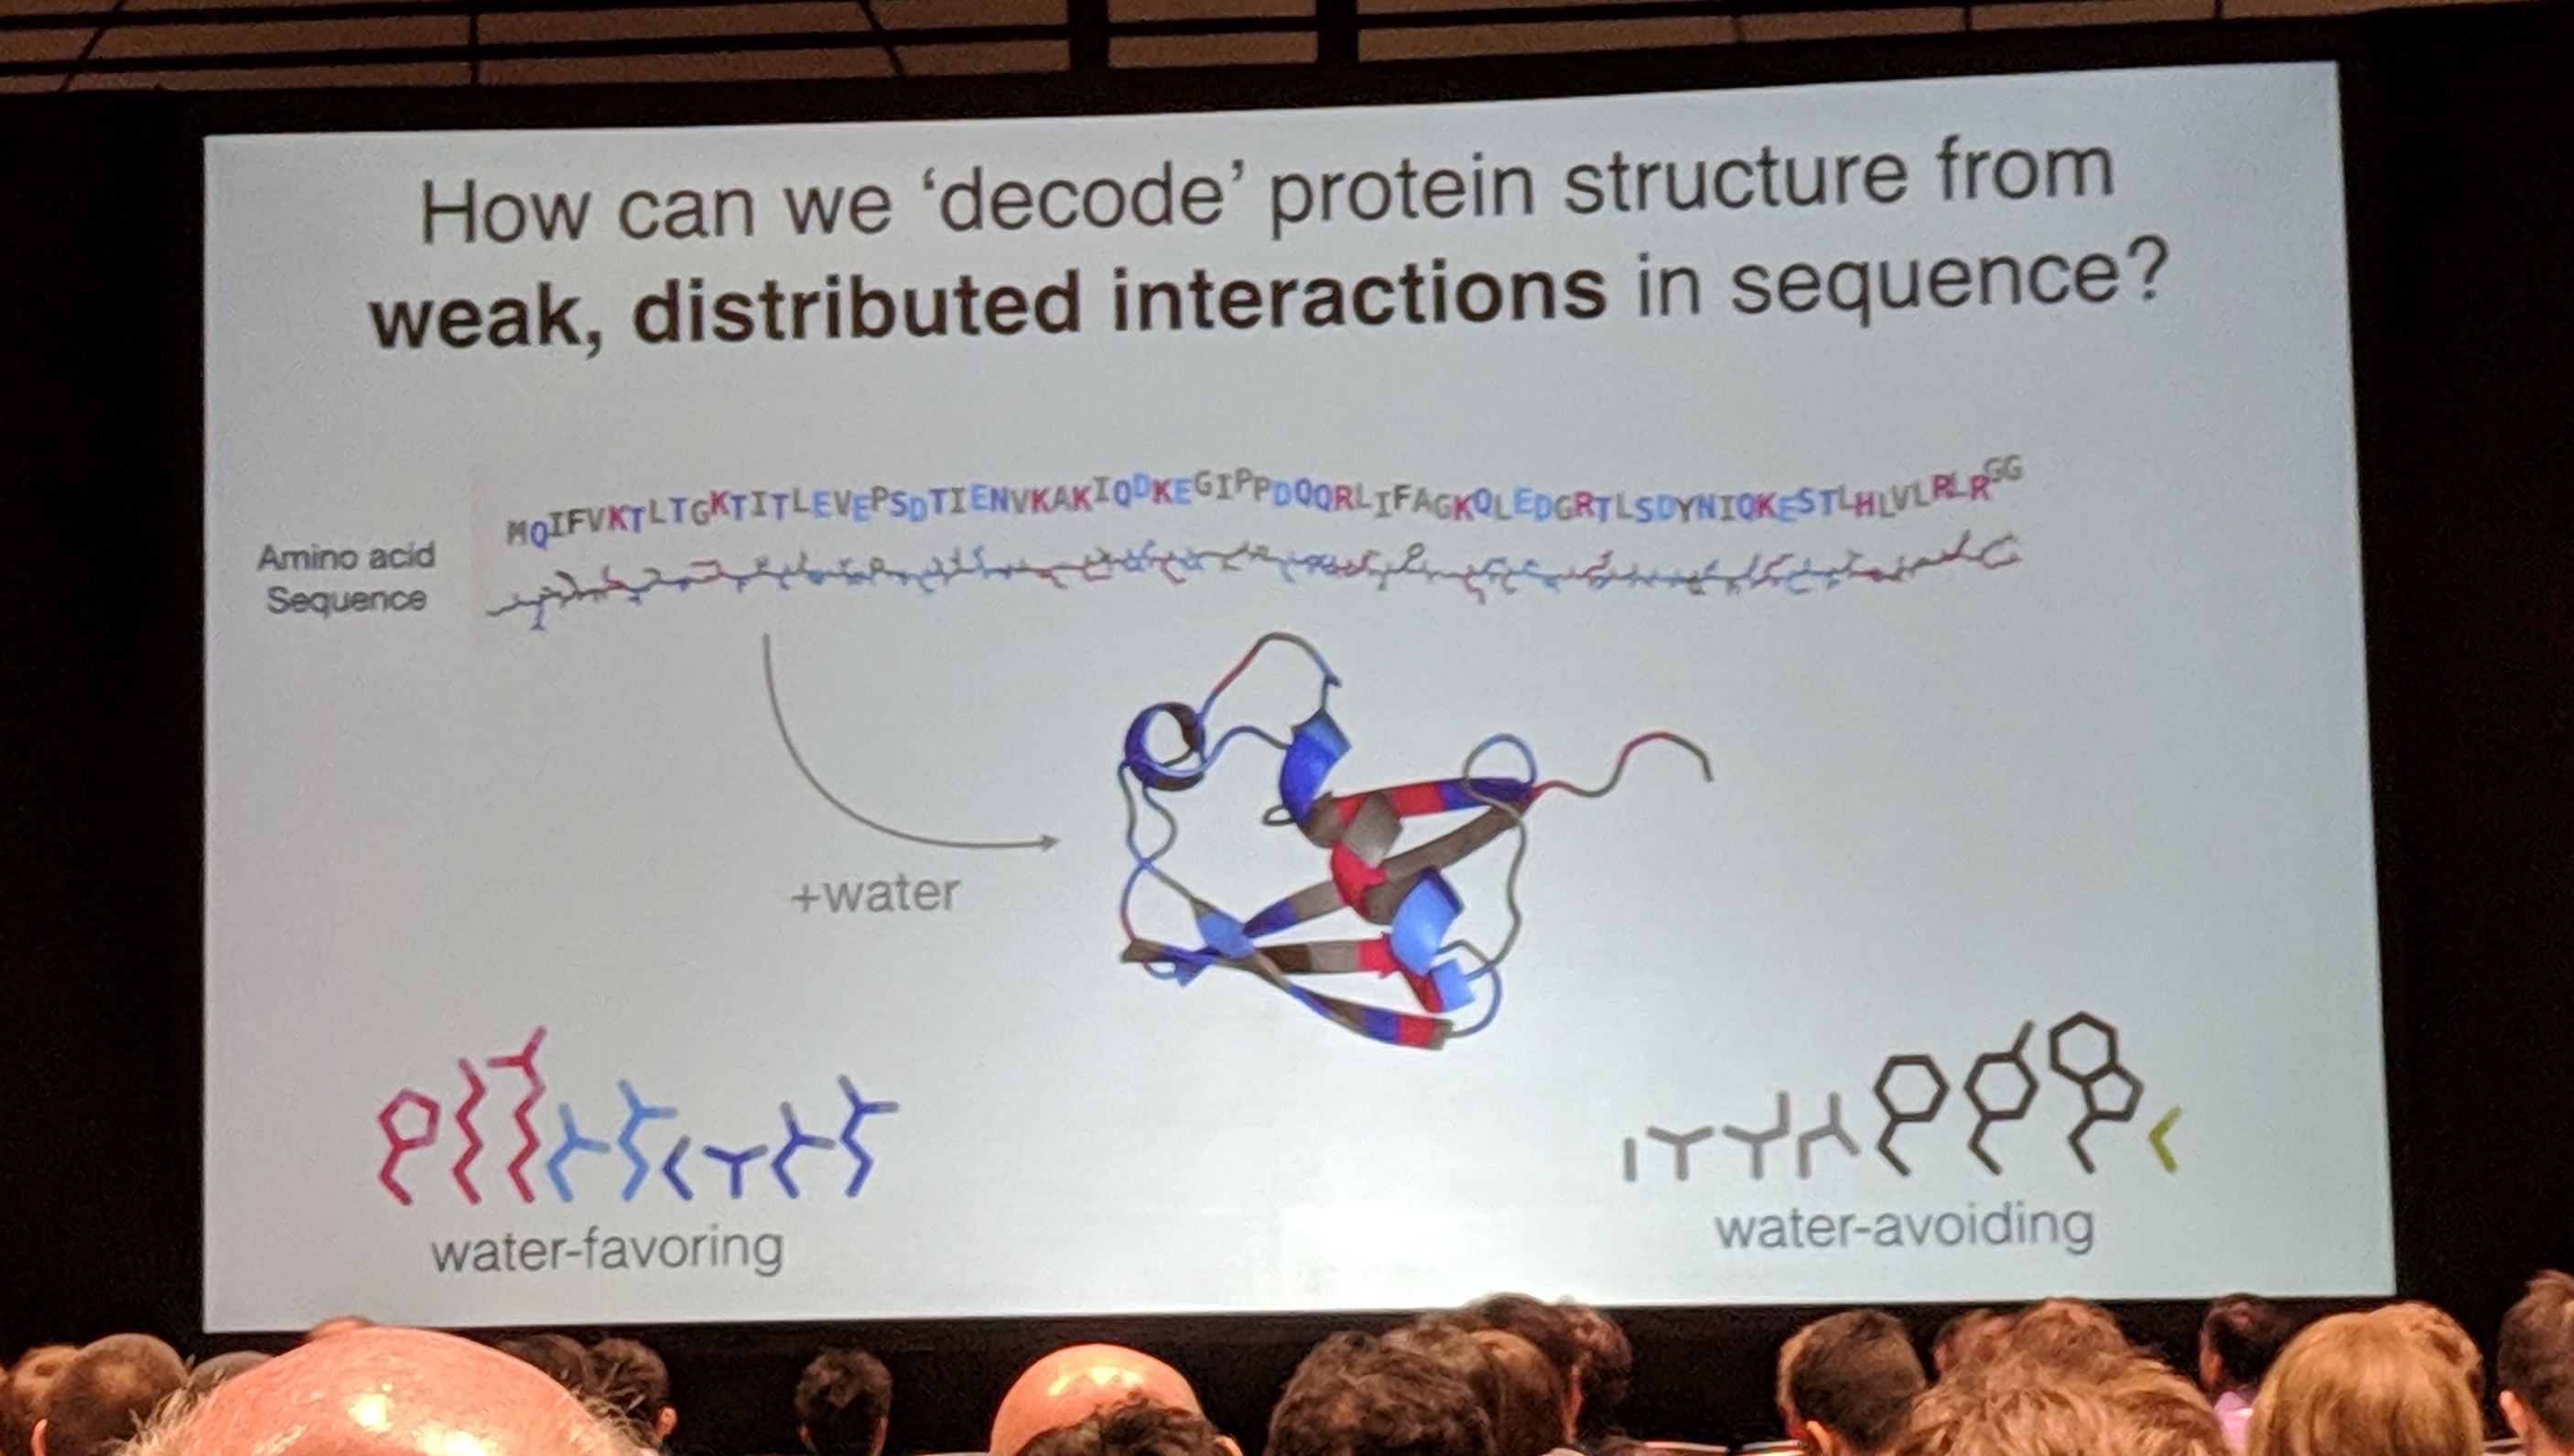 How can we ‘decode’ protein structure from
weak, distributed interactions in sequence?
MQIFVKTLTGKTITLEVEPSDTIENVKAKIQDKEGIPPDQQRLIFAGKQLEDGRTLSDYNIQKESTLHLVLRLRGG
Amino acid
Sequence
+water
water-favoring
water-avoiding